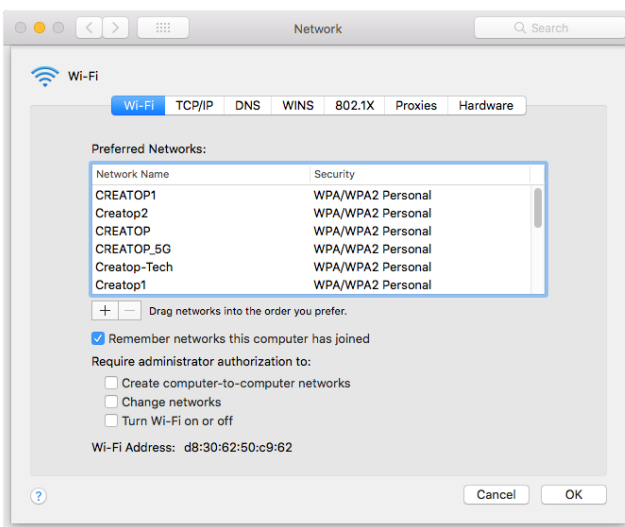 Network
Search
Wi-Fi
Wi-Fi TCP/IP DNS WINS 802.1X Proxies Hardware
Preferred Networks:
Network Name Security
CREATOP1 WPA/WPA2 Personal
Creatop2 WPA/WPA2 Personal
CREATOP WPA/WPA2 Personal
CREATOP_5G WPA/WPA2 Personal
Creatop-Tech WPA/WPA2 Personal
Creatop1 WPA/WPA2 Personal
+ − Drag networks into the order you prefer.
Remember networks this computer has joined
Require administrator authorization to:
Create computer-to-computer networks
Change networks
Turn Wi-Fi on or off
Wi-Fi Address: d8:30:62:50:c9:62
? Cancel OK